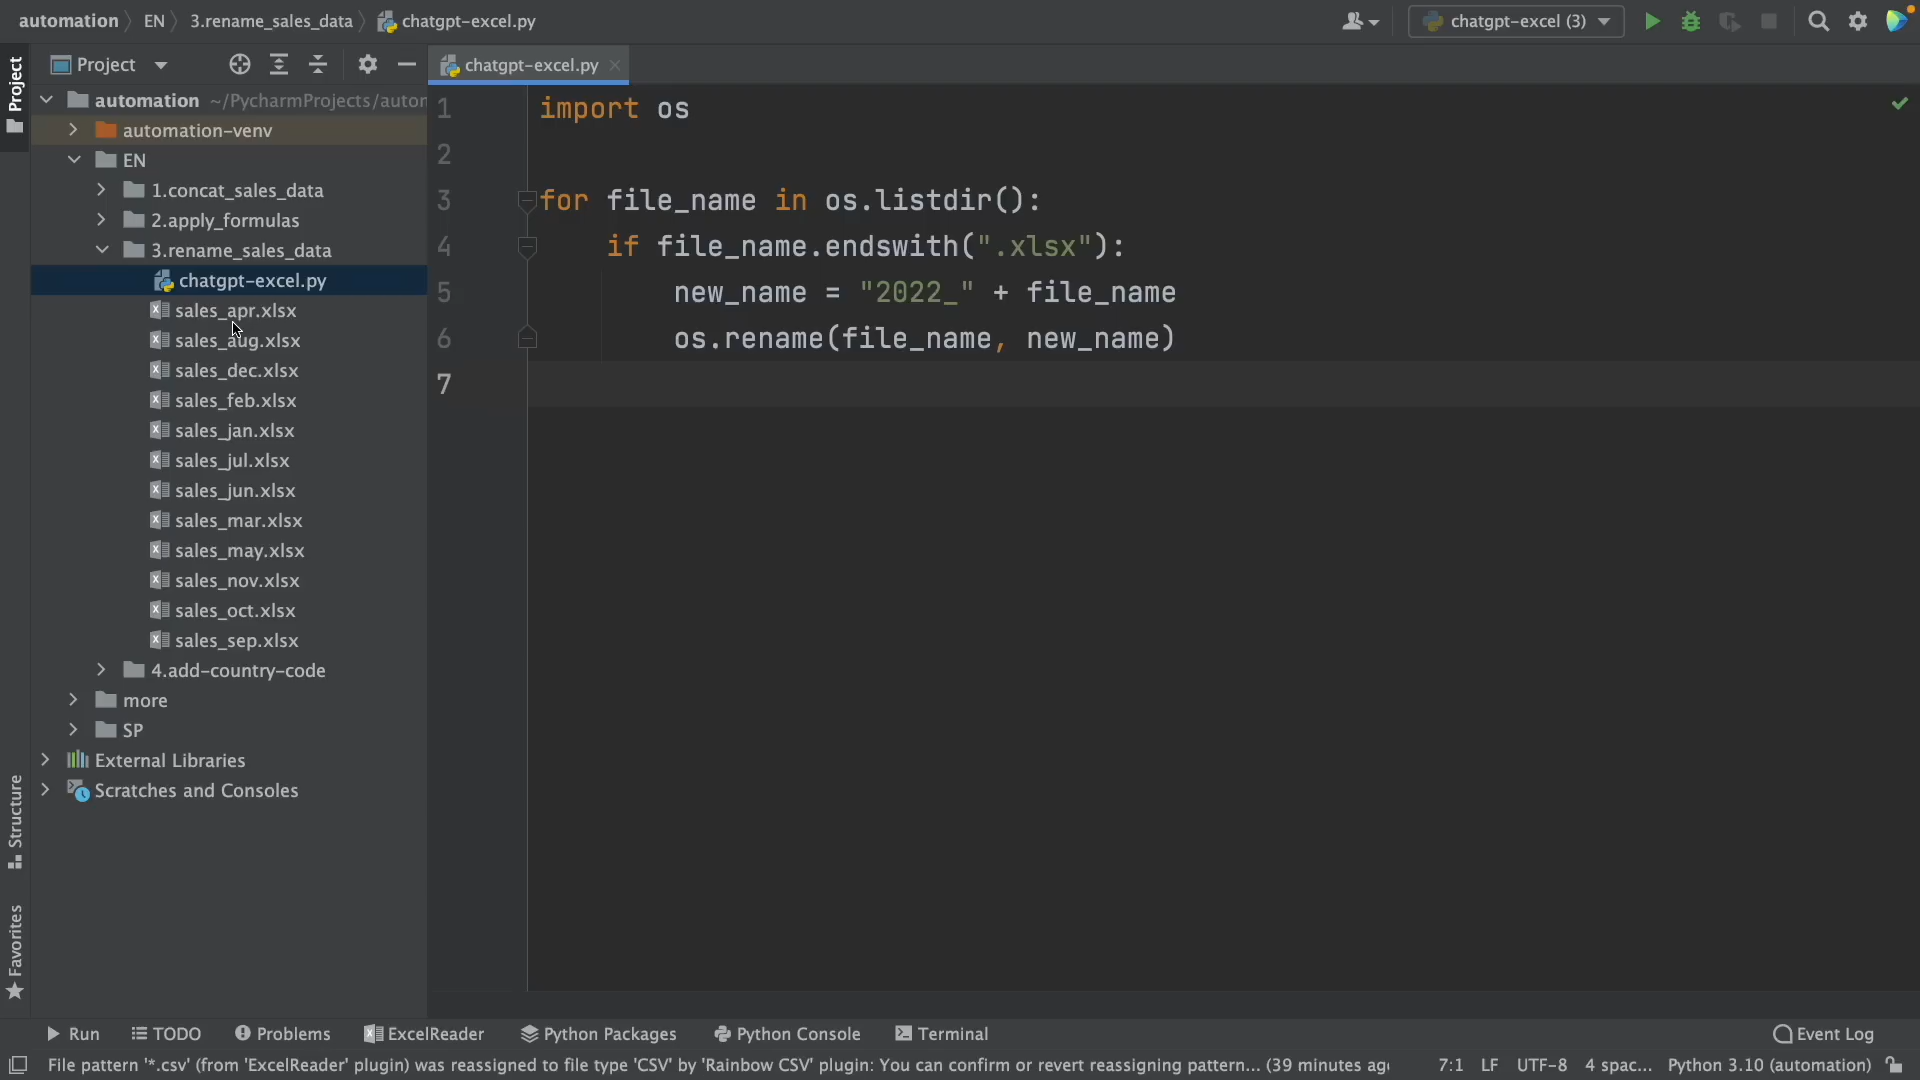 automation EN 3.rename_sales_data chatgpt-excel.py
chatgpt-excel (3)
Project
Project
automation ~/PycharmProjects/autor
automation-venv
EN
1.concat_sales_data
2.apply_formulas
3.rename_sales_data
chatgpt-excel.py
sales_apr.xlsx
sales_aug.xlsx
sales_dec.xlsx
sales_feb.xlsx
sales_jan.xlsx
sales_jul.xlsx
sales_jun.xlsx
sales_mar.xlsx
sales_may.xlsx
sales_nov.xlsx
sales_oct.xlsx
sales_sep.xlsx
4.add-country-code
more
SP
External Libraries
Scratches and Consoles
Structure
Favorites
chatgpt-excel.py
1 import os
2
3 for file_name in os.listdir():
4 if file_name.endswith(".xlsx"):
5 new_name = "2022_" + file_name
6 os.rename(file_name, new_name)
7
Run TODO Problems ExcelReader Python Packages Python Console Terminal Event Log
File pattern '*.csv' (from 'ExcelReader' plugin) was reassigned to file type 'CSV' by 'Rainbow CSV' plugin: You can confirm or revert reassigning pattern... (39 minutes ago 7:1 LF UTF-8 4 spac... Python 3.10 (automation)